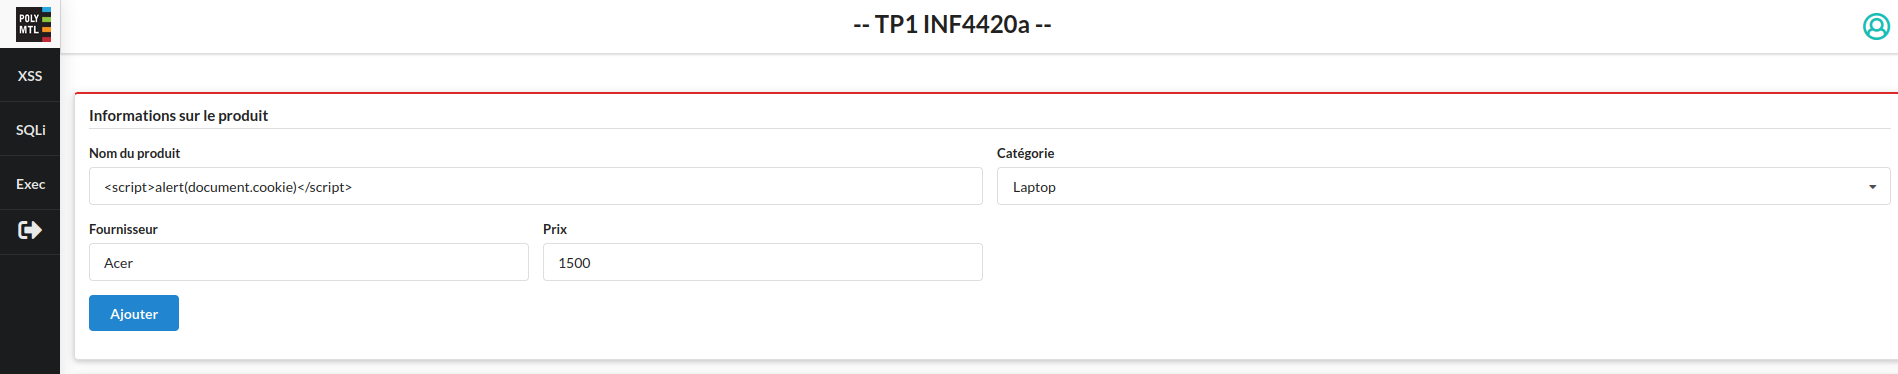 POLY
MTL
-- TP1 INF4420a --
XSS
SQLi
Exec
Informations sur le produit
Nom du produit
Catégorie
<script>alert(document.cookie)</script>
Laptop
Fournisseur
Prix
Acer
1500
Ajouter